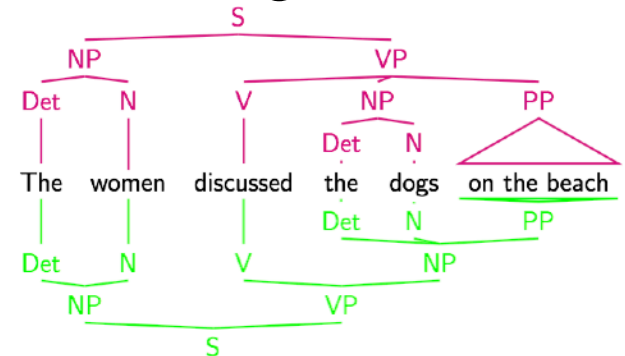 S
NP VP
Det N V NP PP
Det N
The women discussed the dogs on the beach
Det N PP
Det N V NP
NP VP
S